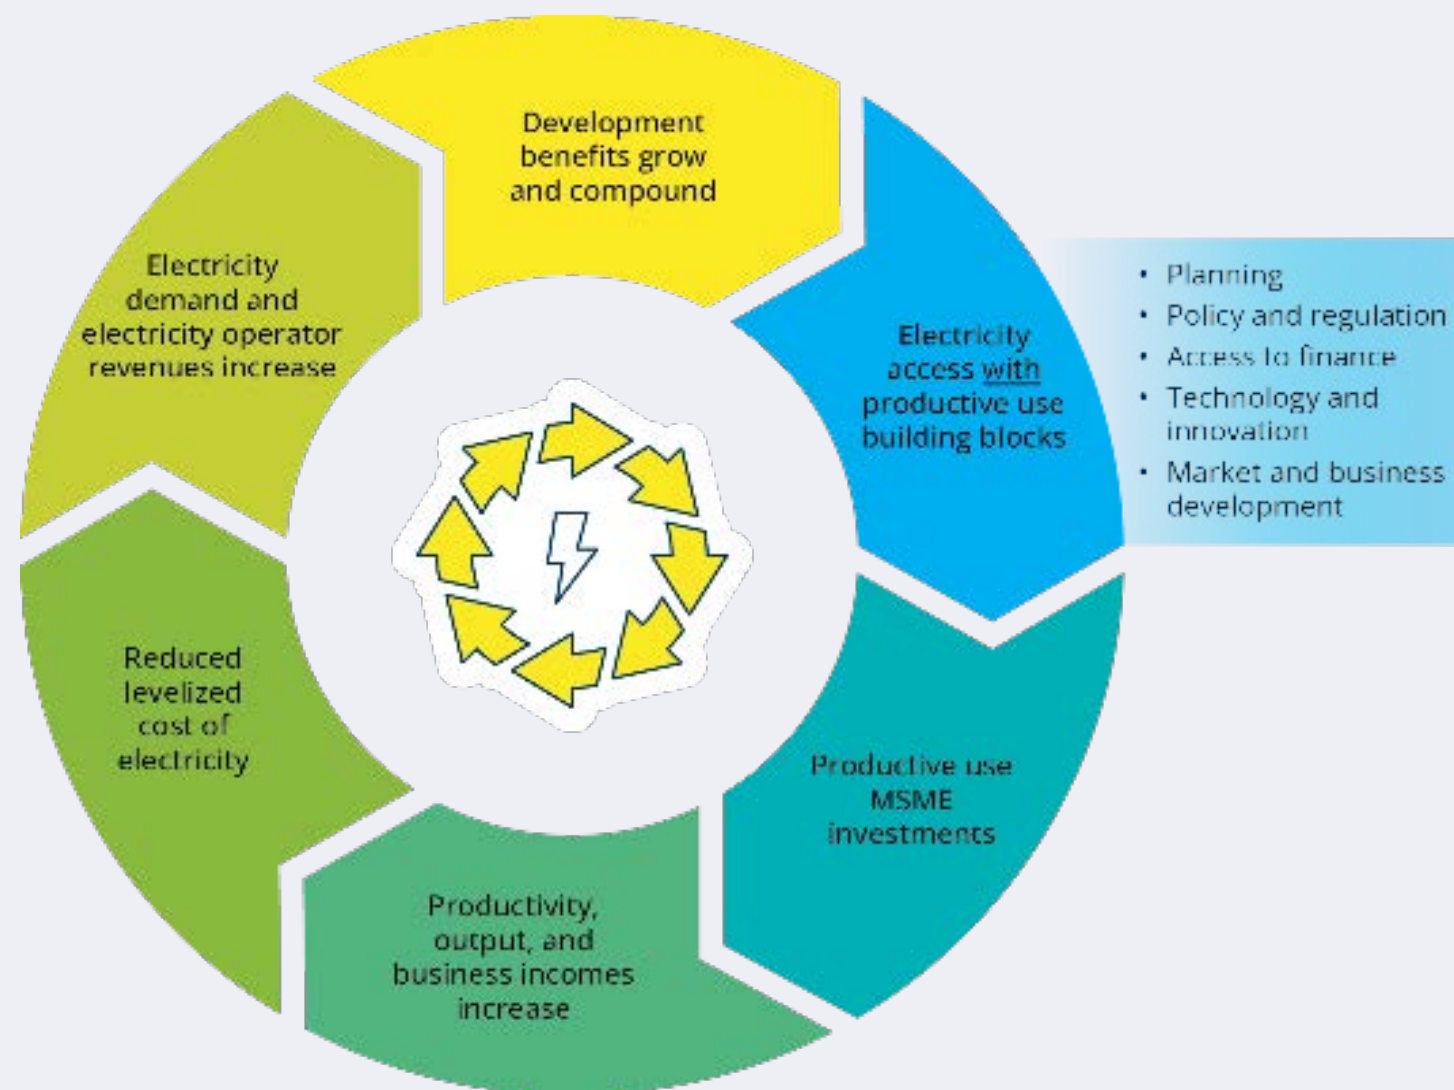 Development
benefits grow
and compound
Electricity
access with
productive use
building blocks
• Planning
• Policy and regulation
• Access to finance
• Technology and
innovation
• Market and business
development
Productive use
MSME
investments
Productivity,
output, and
business incomes
increase
Reduced
levelized
cost of
electricity
Electricity
demand and
electricity operator
revenues increase